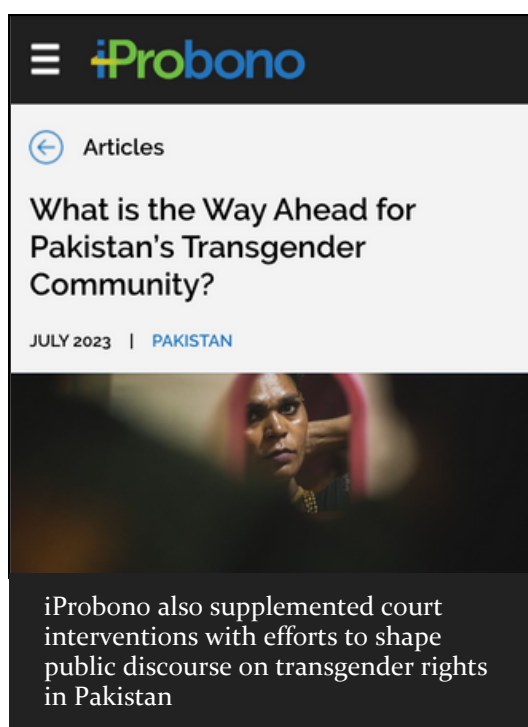 iProbono
Articles
What is the Way Ahead for
Pakistan's Transgender
Community?
JULY 2023 | PAKISTAN
iProbono also supplemented court
interventions with efforts to shape
public discourse on transgender rights
in Pakistan